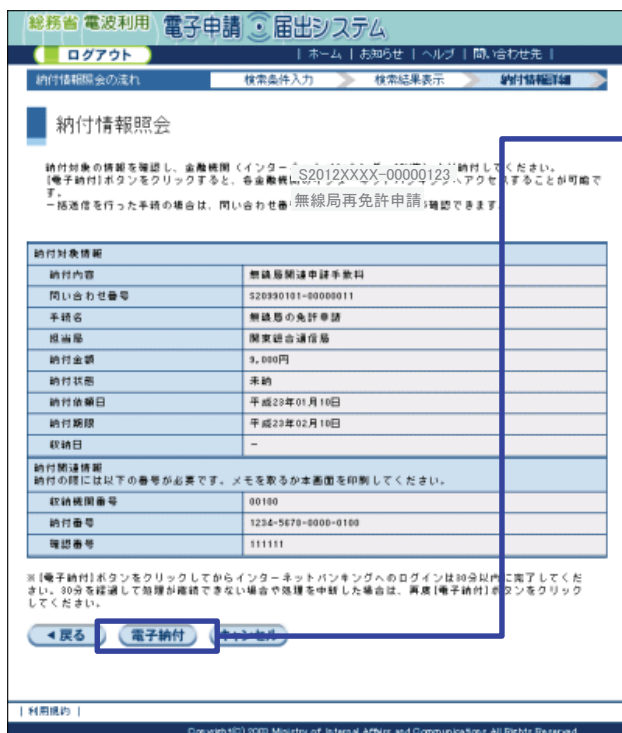 総務省 電波利用 電子申請・届出システム
ログアウト | ホーム | お知らせ | ヘルプ | 問い合わせ先 |
納付情報照会の流れ 検索条件入力 検索結果表示 納付情報詳細
納付情報照会
納付対象の情報を確認し、金融機関(インターネットバンキング 納付してください。
[電子納付]ボタンをクリックすると、各金融機関 アクセスすることが可能で
す。
S2012XXXX-00000123
一括送信を行った手続の場合は、問い合わせ番 確認できます
無線局再免許申請
納付対象情報
納付内容 無線局関連申請手数料
問い合わせ番号 S20990101-00000011
手続名 無線局の免許申請
担当局 関東総合通信局
納付金額 9,000円
納付状態 未納
納付依頼日 平成23年01月10日
納付期限 平成23年02月10日
収納日 −
納付関連情報
納付の際には以下の番号が必要です。メモを取るか本画面を印刷してください。
収納機関番号 00100
納付番号 1234-5678-0000-0100
確認番号 111111
※[電子納付]ボタンをクリックしてからインターネットバンキングへのログインは30分以内に完了してくだ
さい。30分を経過して処理が継続できない場合や処理を中断した場合は、再度[電子納付]ボタンをクリック
してください。
戻る 電子納付 キャンセル
| 利用規約 |
Copyright(C) 2003 Ministry of Internal Affairs and Communications All Rights Reserved.